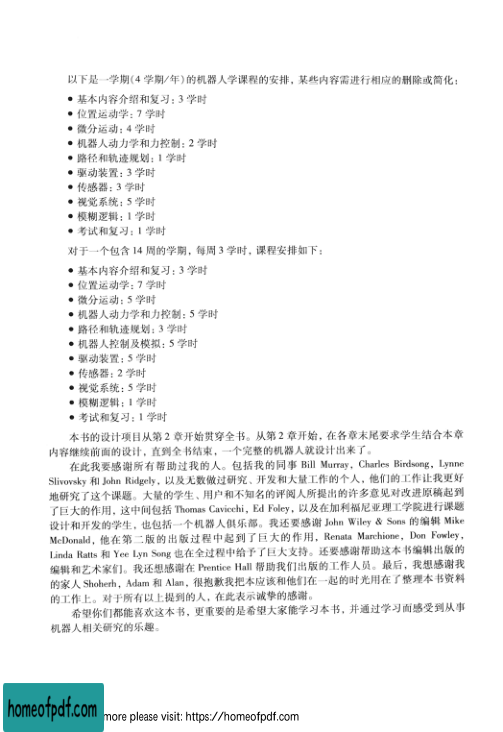 以下是一学期(4 学期/年)的机器人学课程的安排，某些内容需进行相应的删除或简化：
● 基本内容介绍和复习：3 学时
● 位置运动学：7 学时
● 微分运动：4 学时
● 机器人动力学和力控制：2 学时
● 路径和轨迹规划：1 学时
● 驱动装置：3 学时
● 传感器：3 学时
● 视觉系统：5 学时
● 模糊逻辑：1 学时
● 考试和复习：1 学时
对于一个包含 14 周的学期，每周 3 学时，课程安排如下：
● 基本内容介绍和复习：3 学时
● 位置运动学：7 学时
● 微分运动：5 学时
● 机器人动力学和力控制：5 学时
● 路径和轨迹规划：3 学时
● 机器人控制及模拟：5 学时
● 驱动装置：5 学时
● 传感器：2 学时
● 视觉系统：5 学时
● 模糊逻辑：1 学时
● 考试和复习：1 学时
本书的设计项目从第 2 章开始贯穿全书。从第 2 章开始，在各章末尾要求学生结合本章
内容继续前面的设计，直到全书结束，一个完整的机器人就设计出来了。
在此我要感谢所有帮助过我的人。包括我的同事 Bill Murray, Charles Birdsong, Lynne
Slivovsky 和 John Ridgely，以及无数做过研究、开发和大量工作的个人，他们的工作让我更好
地研究了这个课题。大量的学生、用户和不知名的评阅人所提出的许多意见对改进原稿起到
了巨大的作用，这中间包括 Thomas Cavicchi, Ed Foley，以及在加利福尼亚理工学院进行课题
设计和开发的学生，也包括一个机器人俱乐部。我还要感谢 John Wiley & Sons 的编辑 Mike
McDonald，他在第二版的出版过程中起到了巨大的作用，Renata Marchione, Don Fowley,
Linda Ratts 和 Yee Lyn Song 也在全过程中给予了巨大支持。还要感谢帮助这本书编辑出版的
编辑和艺术家们。我还想感谢在 Prentice Hall 帮助我们出版的工作人员。最后，我想感谢我
的家人 Shohreh, Adam 和 Alan，很抱歉我把本应该和他们在一起的时光用在了整理本书资料
的工作上。对于所有以上提到的人，在此表示诚挚的感谢。
希望你们都能喜欢这本书，更重要的是希望大家能学习本书，并通过学习而感受到从事
机器人相关研究的乐趣。
homeofpdf.com
more please visit: https://homeofpdf.com